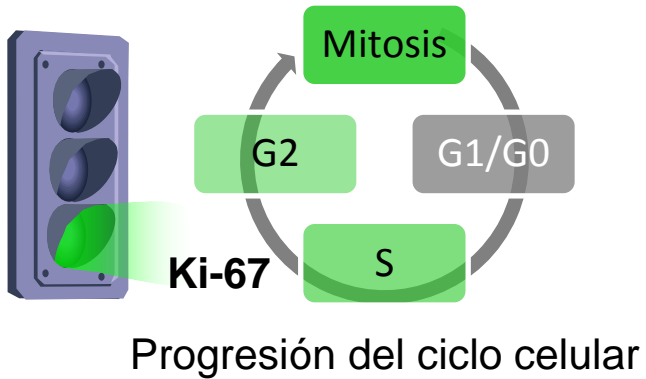 Mitosis
G2
G1/G0
S
Ki-67
Progresión del ciclo celular